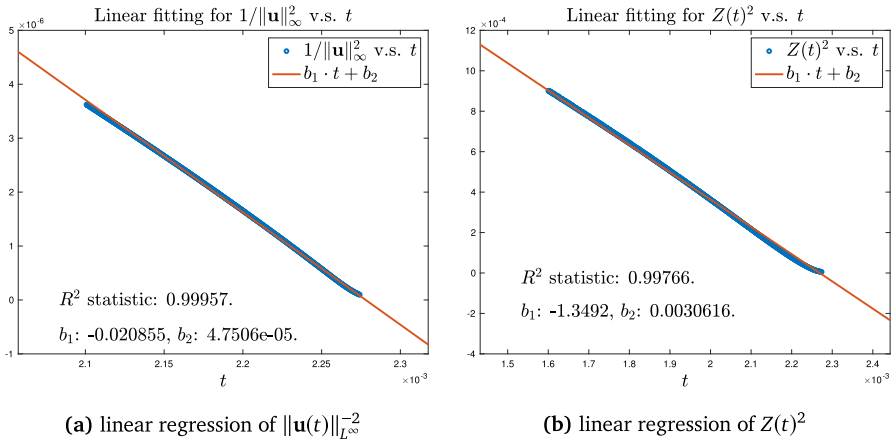 Linear fitting for 1/‖u‖²∞ v.s. t
×10⁻⁶
5
4
3
2
1
0
-1
2.1
2.15
2.2
2.25
2.3
×10⁻³
t
1/‖u‖²∞ v.s. t
b₁ · t + b₂
R² statistic: 0.99957.
b₁: -0.020855, b₂: 4.7506e-05.
(a) linear regression of ‖u(t)‖⁻²_L∞
Linear fitting for Z(t)² v.s. t
×10⁻⁴
12
10
8
6
4
2
0
-2
-4
1.5
1.6
1.7
1.8
1.9
2
2.1
2.2
2.3
2.4
×10⁻³
t
Z(t)² v.s. t
b₁ · t + b₂
R² statistic: 0.99766.
b₁: -1.3492, b₂: 0.0030616.
(b) linear regression of Z(t)²